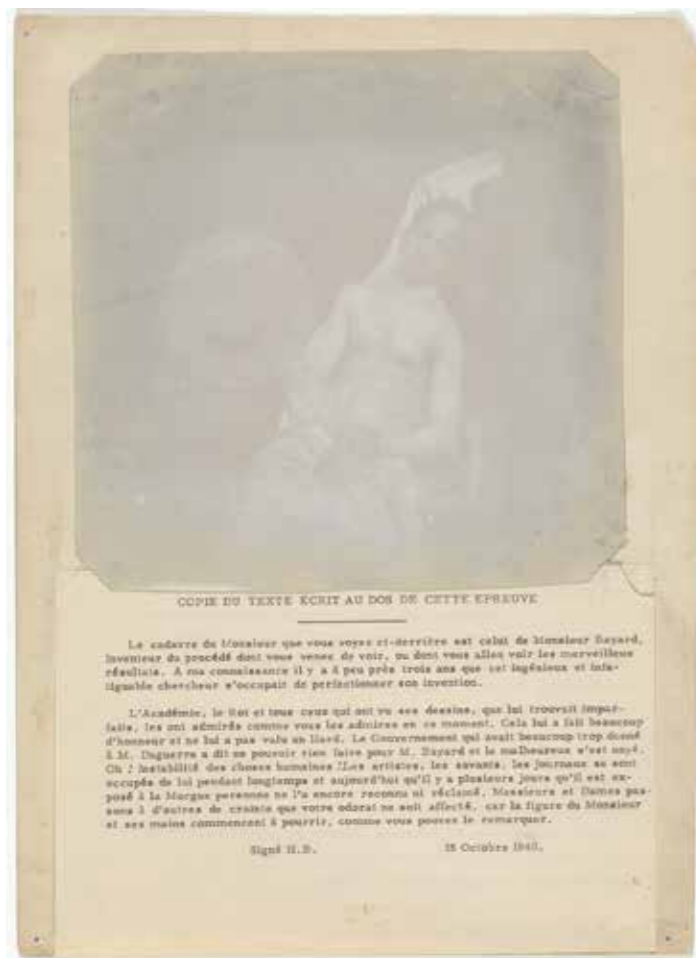 COPIE DU TEXTE ECRIT AU DOS DE CETTE EPREUVE
Le cadavre du Monsieur que vous voyez ci-derrière est celui de Monsieur Bayard,
inventeur du procédé dont vous venez de voir, ou dont vous allez voir les merveilleux
résultats. A ma connaissance il y a à peu près trois ans que cet ingénieux et infa-
tiguable chercheur s'occupait de perfectionner son invention.
L'Académie, le Roi et tous ceux qui ont vu ses dessins, que lui trouvait impar-
faits, les ont admirés comme vous les admirez en ce moment. Cela lui a fait beaucoup
d'honneur et ne lui a pas valu un liard. Le Gouvernement qui avait beaucoup trop donné
à M. Daguerre a dit ne pouvoir rien faire pour M. Bayard et le malheureux s'est noyé.
Oh ! instabilité des choses humaines ! Les artistes, les savants, les journaux se sont
occupés de lui pendant longtemps et aujourd'hui qu'il y a plusieurs jours qu'il est ex-
posé à la Morgue personne ne l'a encore reconnu ni réclamé. Messieurs et Dames pas-
sons à d'autres de crainte que votre odorat ne soit affecté, car la figure du Monsieur
et ses mains commencent à pourrir, comme vous pouvez le remarquer.
Signé H.B. 18 Octobre 1840.